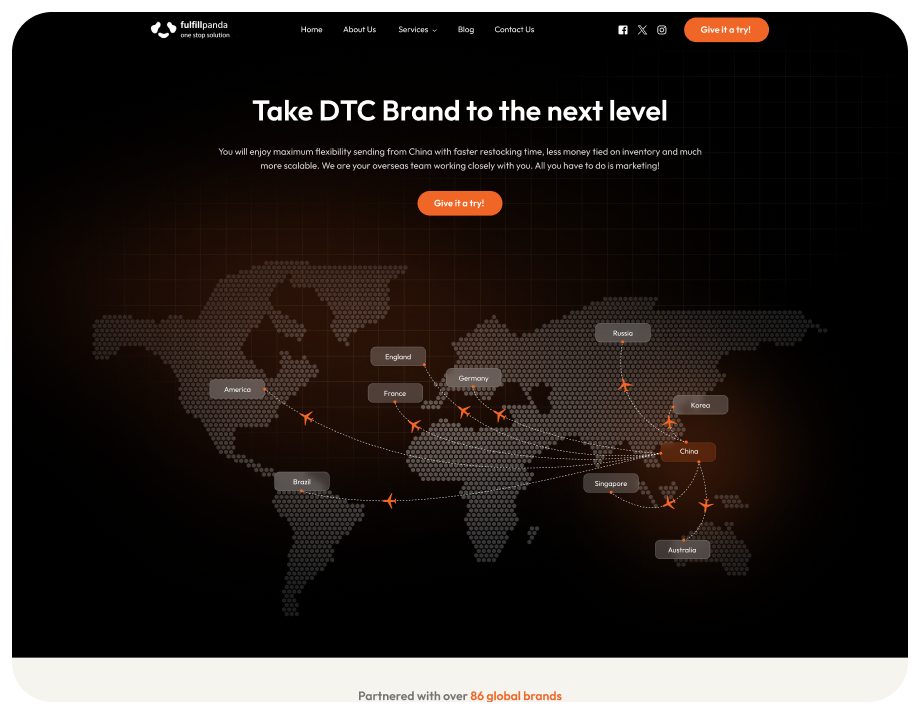 fulfillpanda
one stop solution
Home
About Us
Services
Blog
Contact Us
Give it a try!
Take DTC Brand to the next level
You will enjoy maximum flexibility sending from China with faster restocking time, less money tied on inventory and much
more scalable. We are your overseas team working closely with you. All you have to do is marketing!
Give it a try!
Russia
England
Germany
America
France
Korea
China
Brazil
Singapore
Australia
Partnered with over 86 global brands